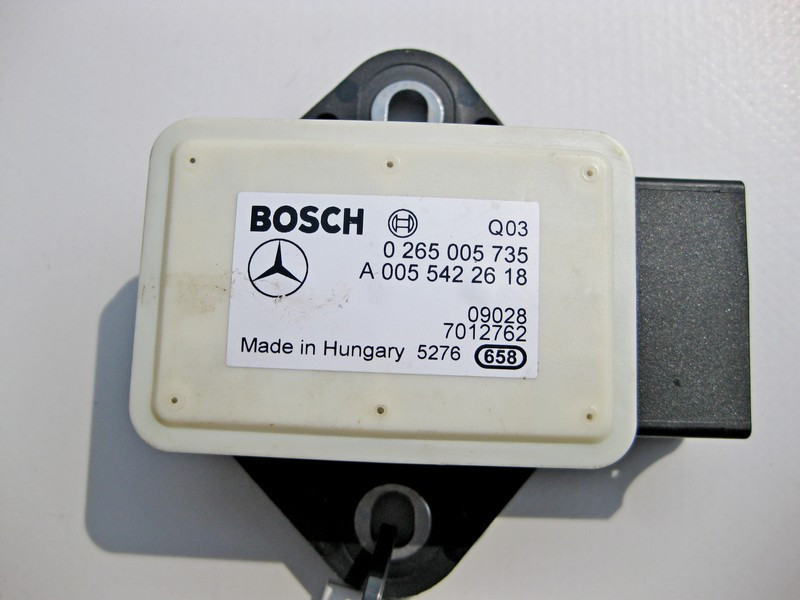 BOSCH Q03
0 265 005 735
A 005 542 26 18
09028
7012762
Made in Hungary 5276 658